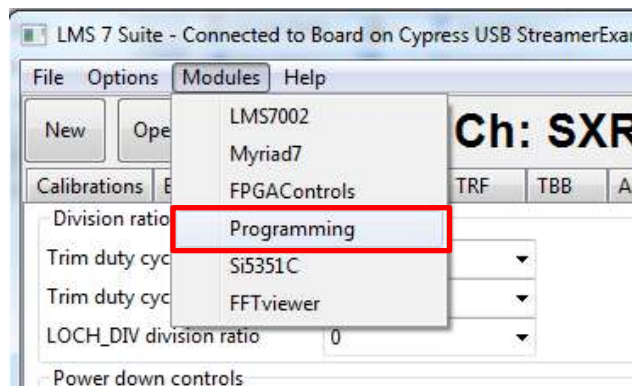 LMS 7 Suite - Connected to Board on Cypress USB StreamerExa
File Options Modules Help
New Ope Ch: SXR
LMS7002
Myriad7
FPGAControls
Programming
Si5351C
FFTviewer
Calibrations TRF TBB A
Division ratio
Trim duty cyc
Trim duty cyc
LOCH_DIV division ratio 0
Power down controls